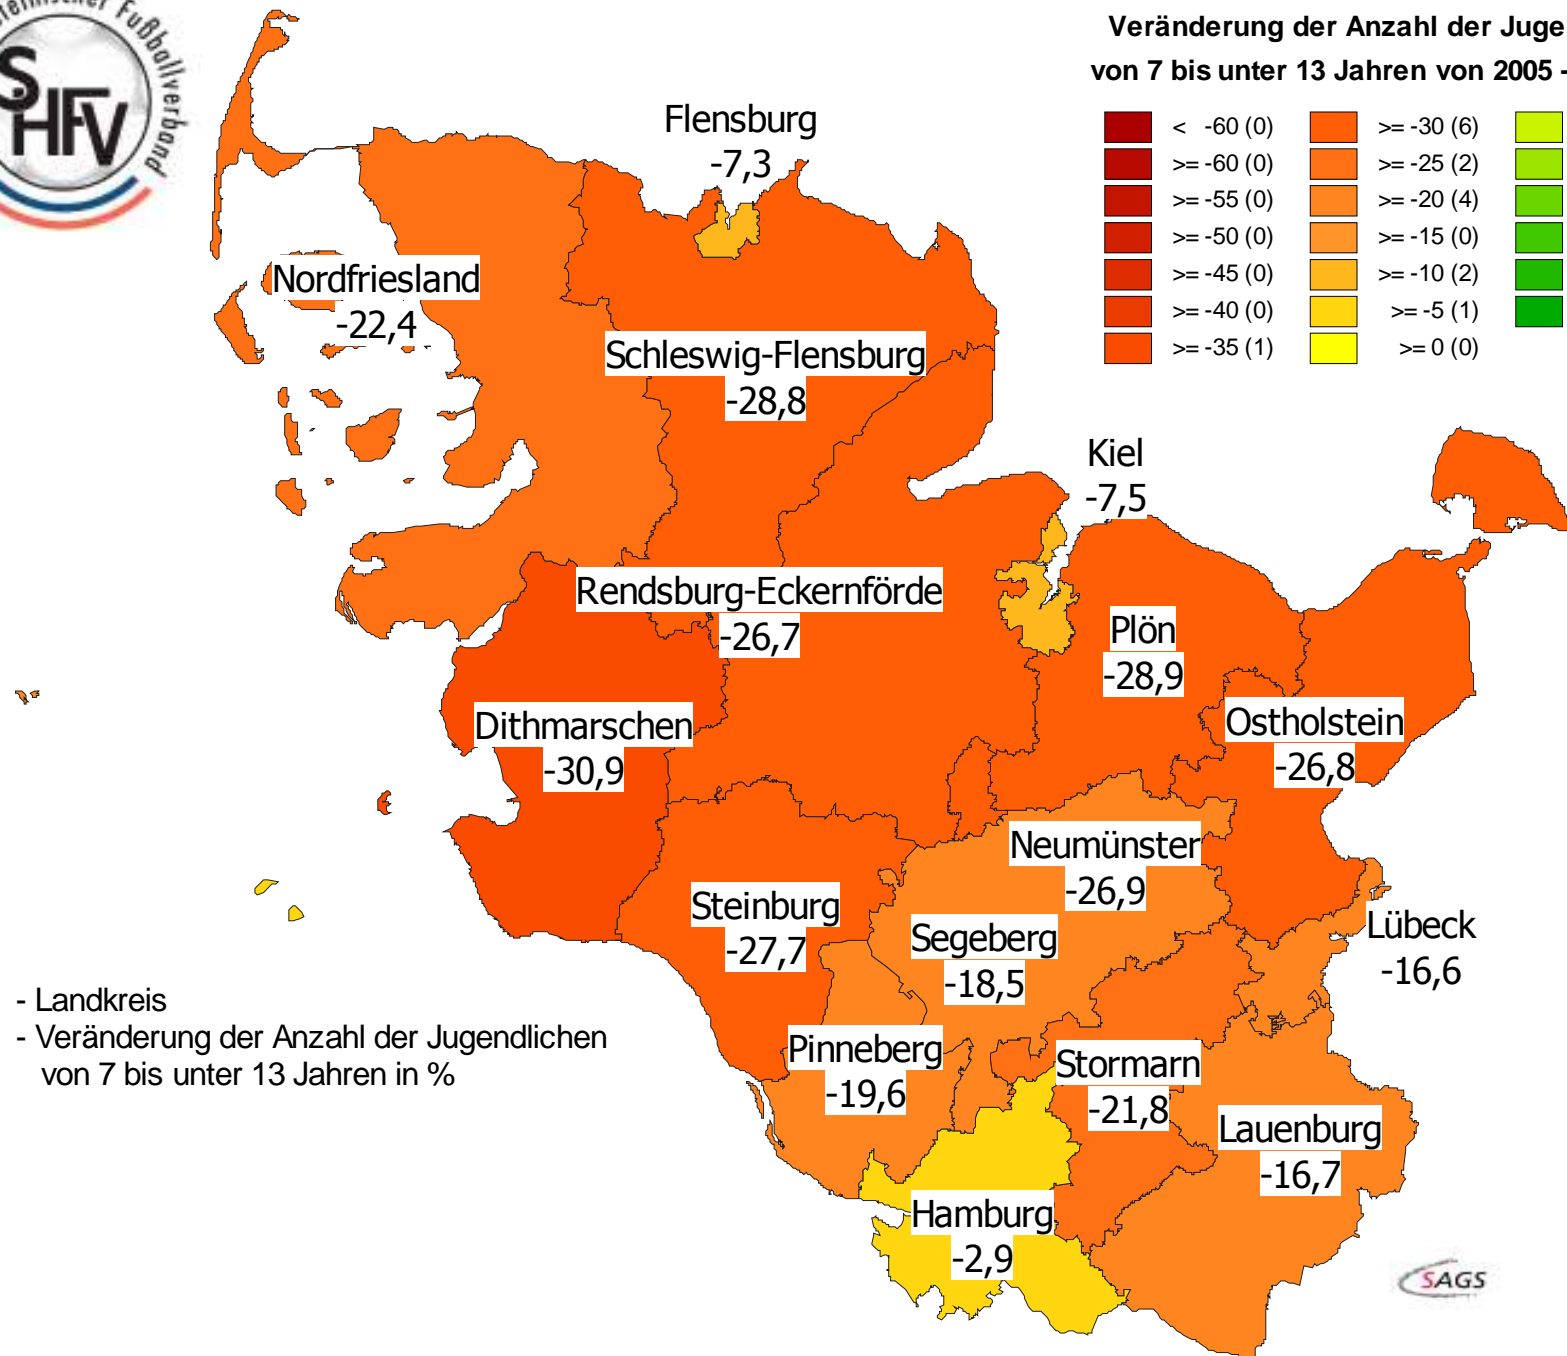 Fußballverband
SHFV
Veränderung der Anzahl der Juge
von 7 bis unter 13 Jahren von 2005 -
< -60 (0)
>= -60 (0)
>= -55 (0)
>= -50 (0)
>= -45 (0)
>= -40 (0)
>= -35 (1)
>= -30 (6)
>= -25 (2)
>= -20 (4)
>= -15 (0)
>= -10 (2)
>= -5 (1)
>= 0 (0)
Flensburg
-7,3
Nordfriesland
-22,4
Schleswig-Flensburg
-28,8
Kiel
-7,5
Rendsburg-Eckernförde
-26,7
Plön
-28,9
Dithmarschen
-30,9
Ostholstein
-26,8
Neumünster
-26,9
Steinburg
-27,7
Segeberg
-18,5
Lübeck
-16,6
Pinneberg
-19,6
Stormarn
-21,8
Lauenburg
-16,7
Hamburg
-2,9
- Landkreis
- Veränderung der Anzahl der Jugendlichen
von 7 bis unter 13 Jahren in %
SAGS